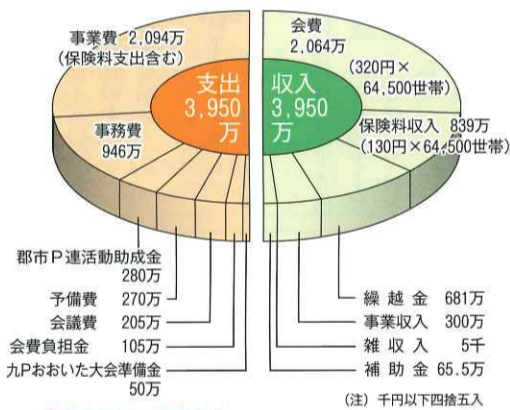 事業費 2,094万
(保険料支出含む)
事務費
946万
支出
3,950
万
収入
3,950
万
会費
2,064万
(320円×
64,500世帯)
保険料収入 839万
(130円×64,500世帯)
郡市P連活動助成金
280万
予備費 270万
会議費 205万
会費負担金 105万
九Pおおいた大会準備金
50万
繰越金 681万
事業収入 300万
雑収入 5千
補助金 65.5万
(注) 千円以下四捨五入